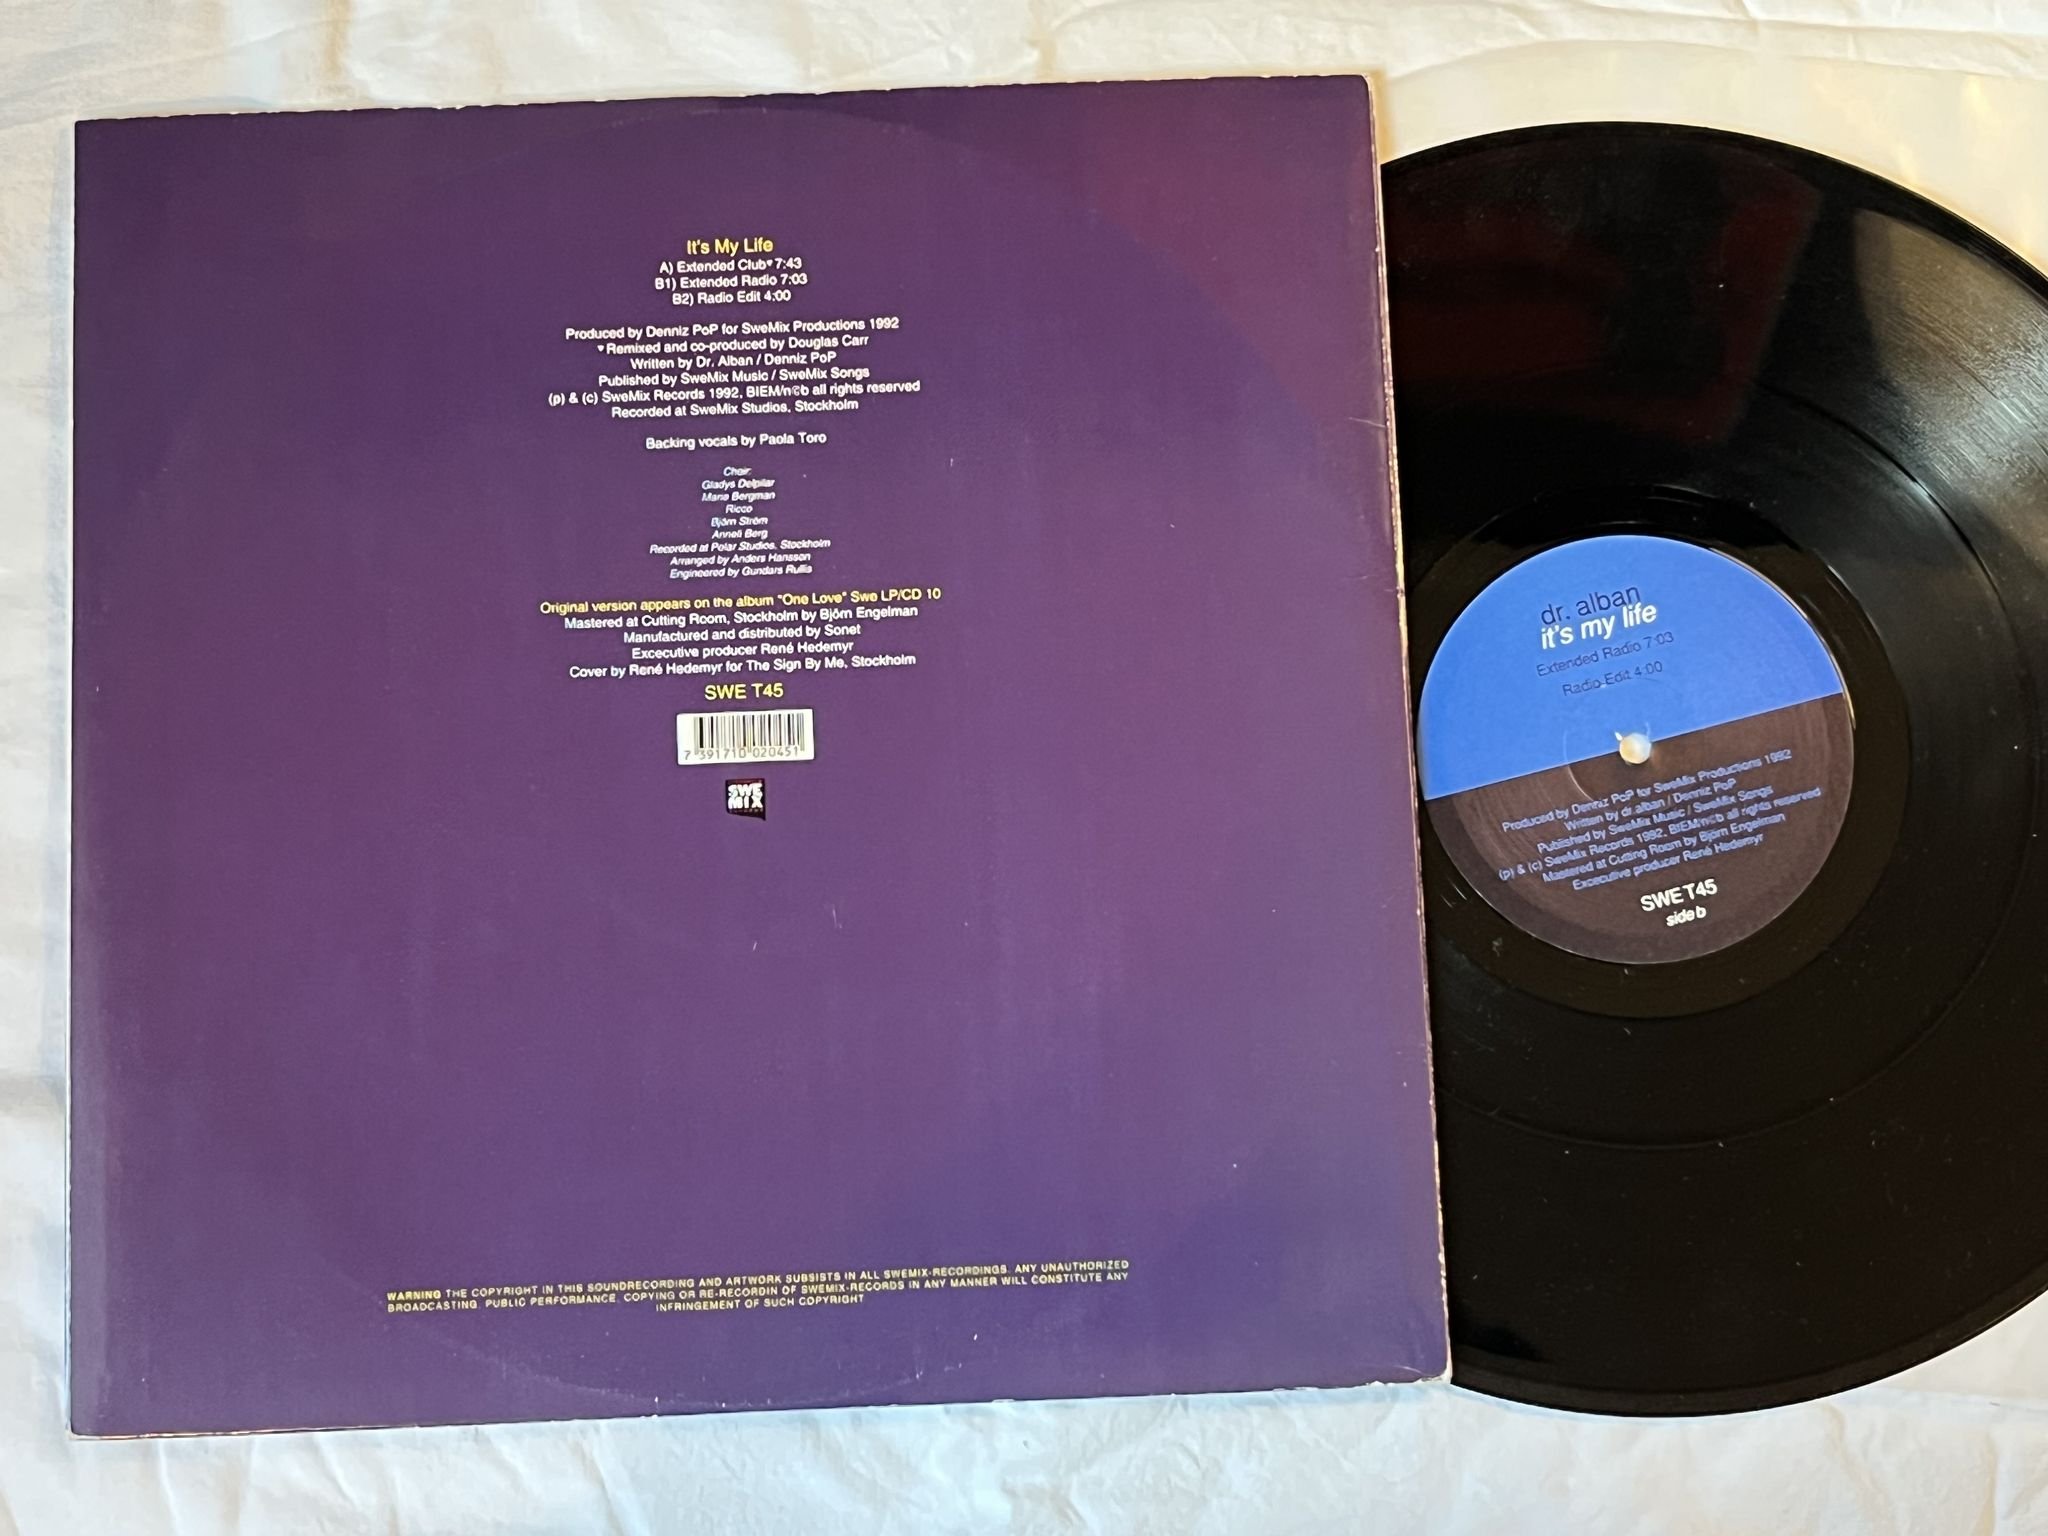 It's My Life
A) Extended Club♥ 7:43
B1) Extended Radio 7:03
B2) Radio Edit 4:00
Produced by Denniz PoP for SweMix Productions 1992
♥ Remixed and co-produced by Douglas Carr
Written by Dr. Alban / Denniz PoP
Published by SweMix Music / SweMix Songs
(p) & (c) SweMix Records 1992, BIEM/n©b all rights reserved
Recorded at SweMix Studios, Stockholm
Backing vocals by Paola Toro
Choir:
Gladys Delpilar
Marie Bergman
Ricco
Björn Ström
Anneli Berg
Recorded at Polar Studios, Stockholm
Arranged by Anders Hansson
Engineered by Gundars Rullis
Original version appears on the album "One Love" Swe LP/CD 10
Mastered at Cutting Room, Stockholm by Björn Engelman
Manufactured and distributed by Sonet
Excecutive producer René Hedemyr
Cover by René Hedemyr for The Sign By Me, Stockholm
SWE T45
7 391710 020451
SWE
MIX
WARNING THE COPYRIGHT IN THIS SOUNDRECORDING AND ARTWORK SUBSISTS IN ALL SWEMIX-RECORDINGS. ANY UNAUTHORIZED
BROADCASTING, PUBLIC PERFORMANCE, COPYING OR RE-RECORDIN OF SWEMIX-RECORDS IN ANY MANNER WILL CONSTITUTE ANY
INFRINGEMENT OF SUCH COPYRIGHT
dr. alban
it's my life
Extended Radio 7:03
Radio-Edit 4:00
Produced by Denniz PoP for SweMix Productions 1992
Written by dr.alban / Denniz PoP
Published by SweMix Music / SweMix Songs
(p) & (c) SweMix Records 1992, BIEM/n©b all rights reserved
Mastered at Cutting Room by Björn Engelman
Excecutive producer René Hedemyr
SWE T45
side b